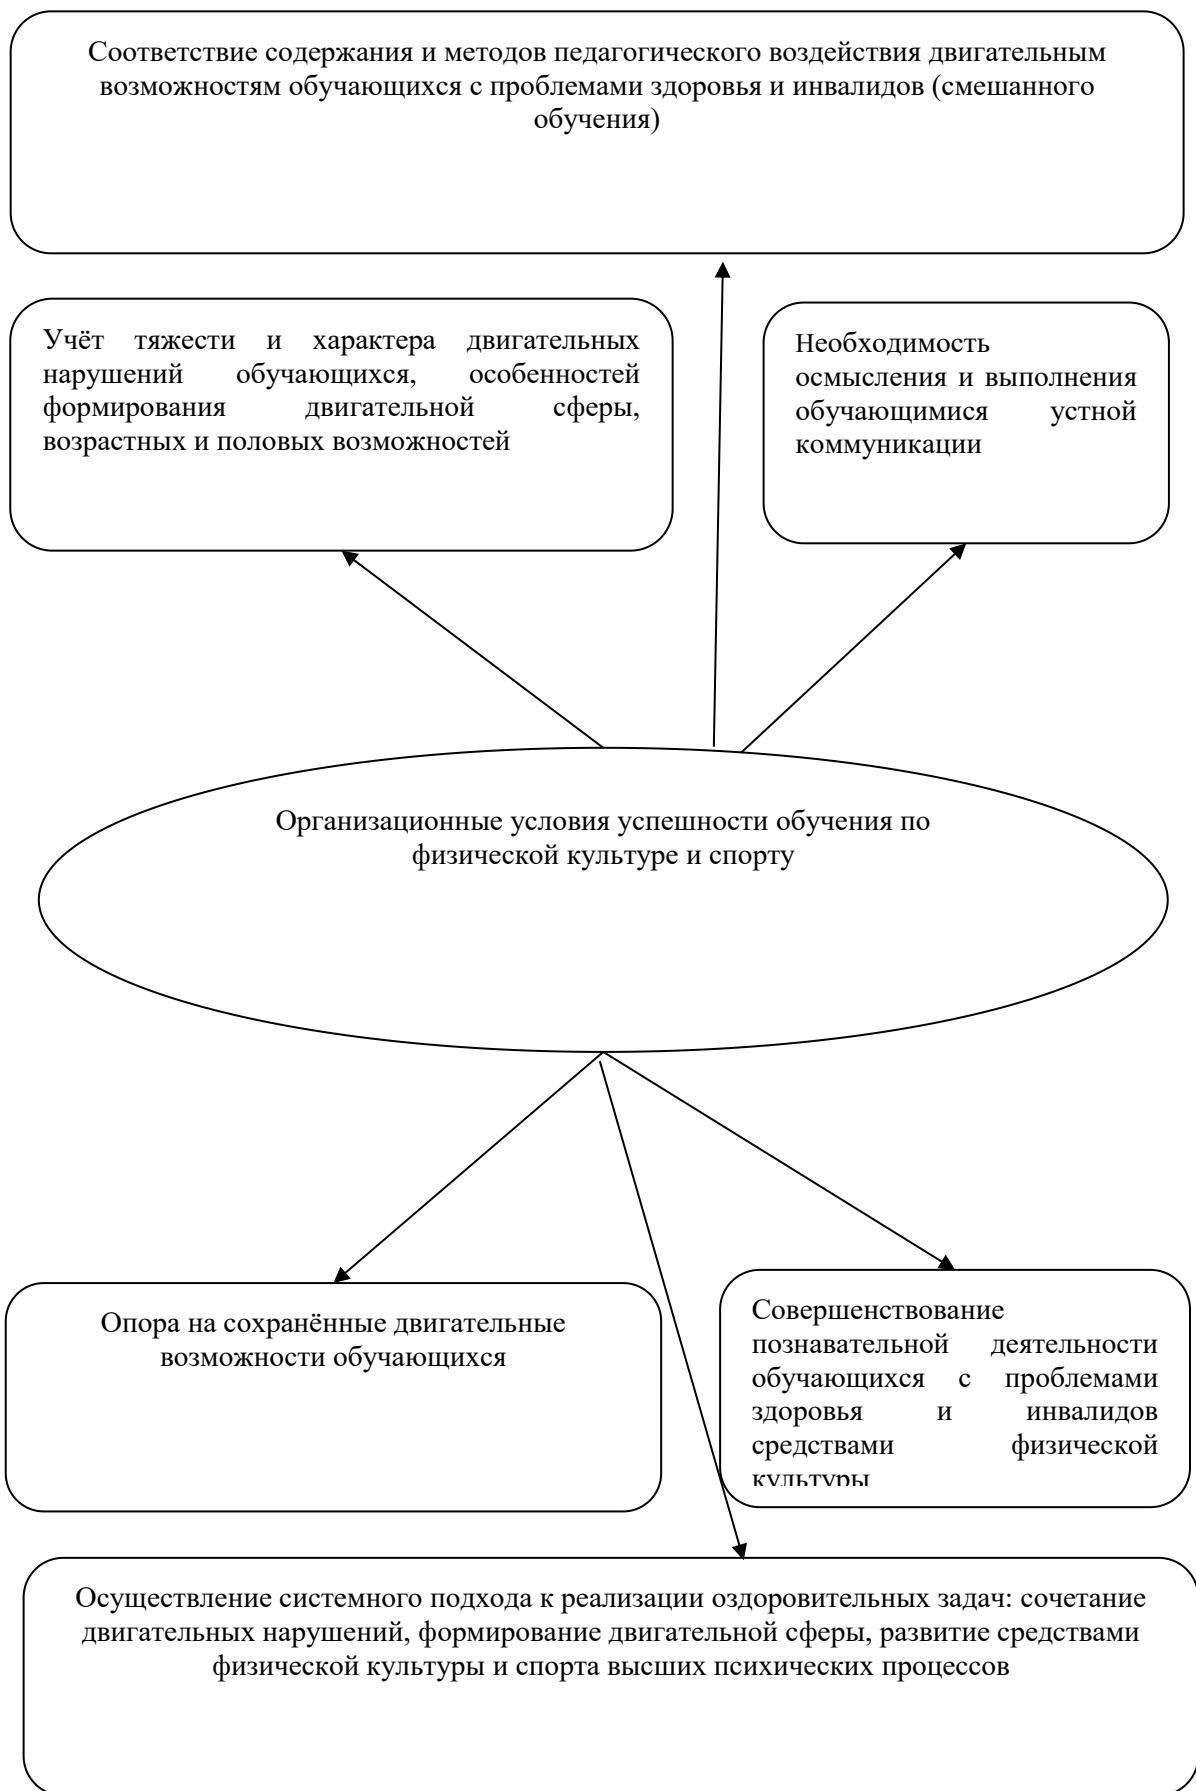 Соответствие содержания и методов педагогического воздействия двигательным
возможностям обучающихся с проблемами здоровья и инвалидов (смешанного
обучения)
Учёт тяжести и характера двигательных
нарушений обучающихся, особенностей
формирования двигательной сферы,
возрастных и половых возможностей
Необходимость
осмысления и выполнения
обучающимися устной
коммуникации
Организационные условия успешности обучения по
физической культуре и спорту
Опора на сохранённые двигательные
возможности обучающихся
Совершенствование
познавательной деятельности
обучающихся с проблемами
здоровья и инвалидов
средствами физической
культуры
Осуществление системного подхода к реализации оздоровительных задач: сочетание
двигательных нарушений, формирование двигательной сферы, развитие средствами
физической культуры и спорта высших психических процессов